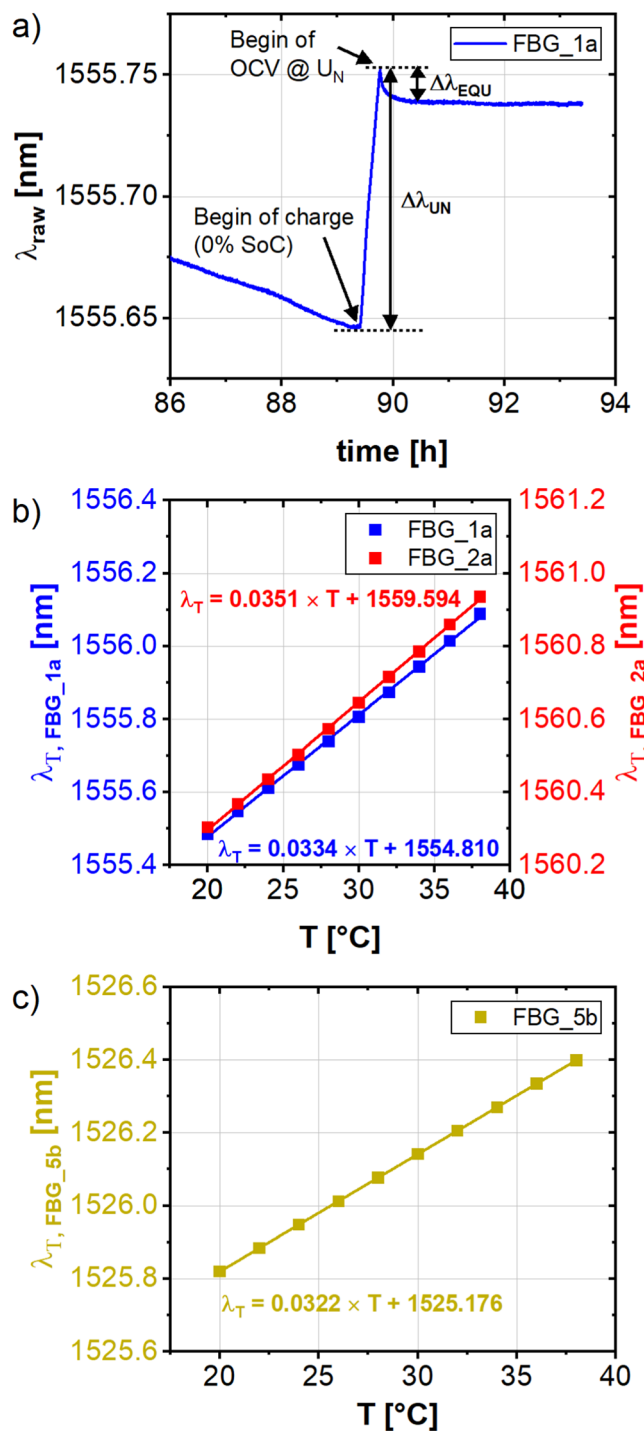 a)
FBG_1a
Begin of
OCV @ U_N
Δλ_EQU
Δλ_UN
Begin of charge
(0% SoC)
1555.75
1555.70
1555.65
λ_raw [nm]
86 88 90 92 94
time [h]
b)
FBG_1a
FBG_2a
λ_T = 0.0351 × T + 1559.594
λ_T = 0.0334 × T + 1554.810
1556.4
1556.2
1556.0
1555.8
1555.6
1555.4
λ_T, FBG_1a [nm]
1561.2
1561.0
1560.8
1560.6
1560.4
1560.2
λ_T, FBG_2a [nm]
20 25 30 35 40
T [°C]
c)
FBG_5b
λ_T = 0.0322 × T + 1525.176
1526.6
1526.4
1526.2
1526.0
1525.8
1525.6
λ_T, FBG_5b [nm]
20 25 30 35 40
T [°C]